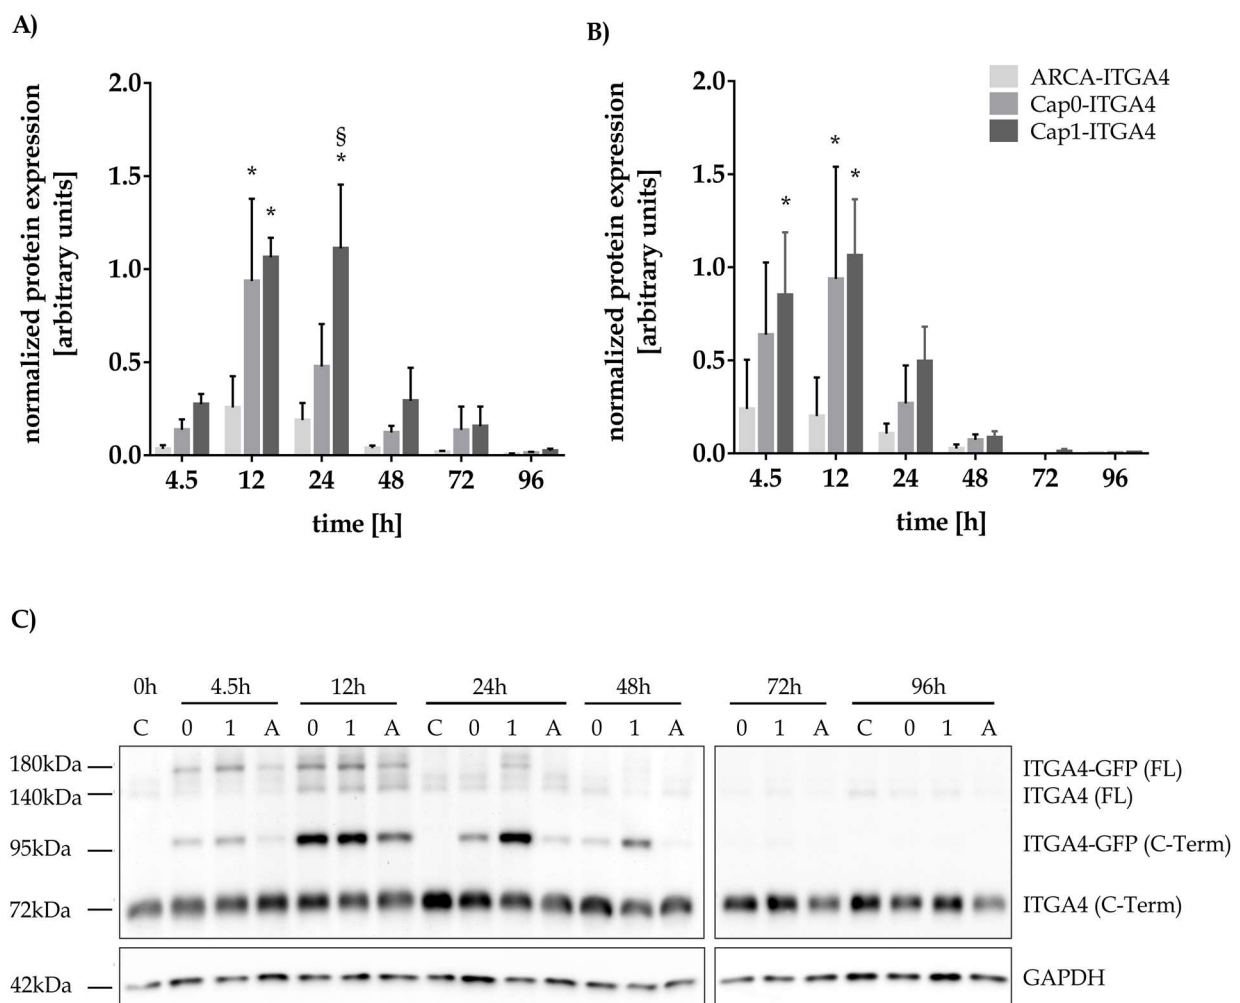 A)
B)
normalized protein expression
[arbitrary units]
2.0
1.5
1.0
0.5
0.0
*
*
§
*
4.5 12 24 48 72 96
time [h]
normalized protein expression
[arbitrary units]
2.0
1.5
1.0
0.5
0.0
*
*
*
4.5 12 24 48 72 96
time [h]
ARCA-ITGA4
Cap0-ITGA4
Cap1-ITGA4
C)
0h 4.5h 12h 24h 48h 72h 96h
C 0 1 A 0 1 A C 0 1 A 0 1 A 0 1 A C 0 1 A
180kDa
140kDa
95kDa
72kDa
42kDa
ITGA4-GFP (FL)
ITGA4 (FL)
ITGA4-GFP (C-Term)
ITGA4 (C-Term)
GAPDH